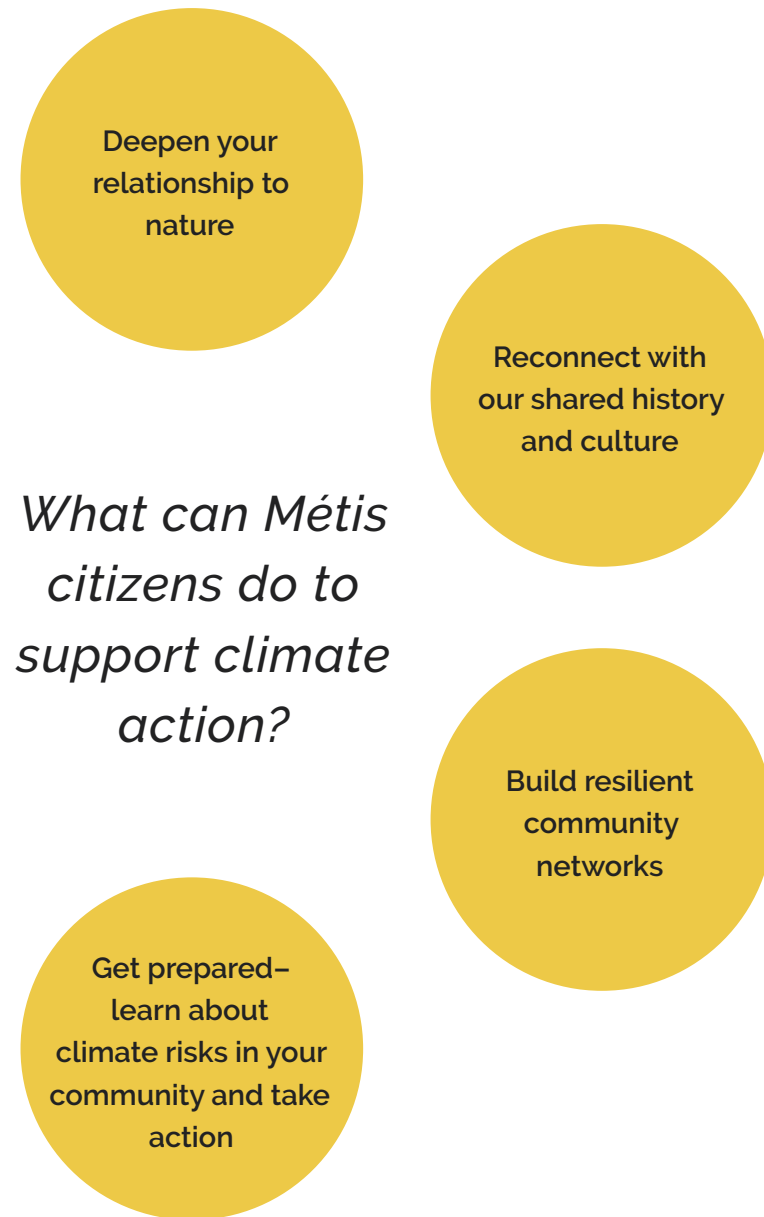 Deepen your
relationship to
nature
Reconnect with
our shared history
and culture
What can Métis
citizens do to
support climate
action?
Build resilient
community
networks
Get prepared–
learn about
climate risks in your
community and take
action